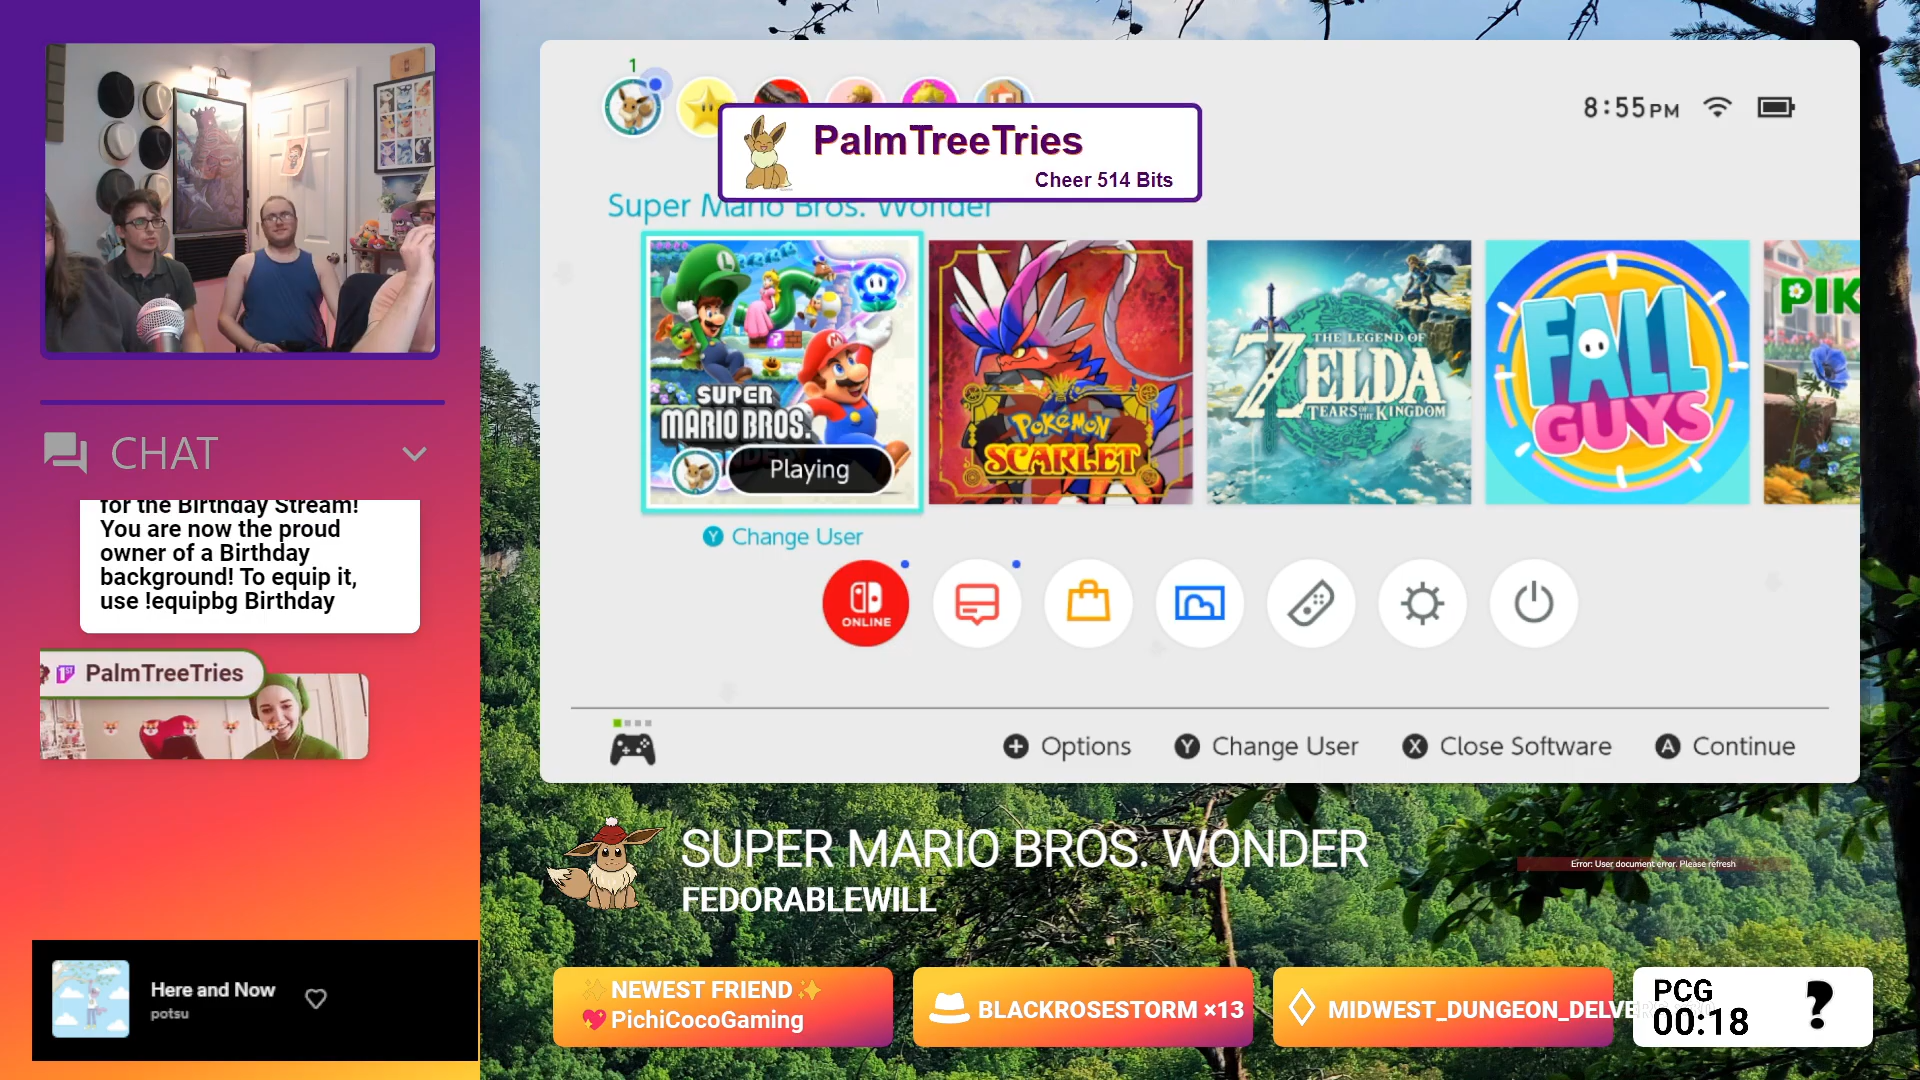 CHAT
for the Birthday Stream!
You are now the proud
owner of a Birthday
background! To equip it,
use !equipbg Birthday
PalmTreeTries
Here and Now
potsu
1
8:55PM
PalmTreeTries
Cheer 514 Bits
Super Mario Bros. Wonder
SUPER
MARIO BROS.
Playing
POKéMON
SCARLET
THE LEGEND OF
ZELDA
TEARS OF THE KINGDOM
FALL
GUYS
PIK
Y Change User
ONLINE
+ Options
Y Change User
X Close Software
A Continue
SUPER MARIO BROS. WONDER
FEDORABLEWILL
Error: User document error. Please refresh
NEWEST FRIEND
PichiCocoGaming
BLACKROSESTORM ×13
MIDWEST_DUNGEON_DELVE
PCG
00:18
?